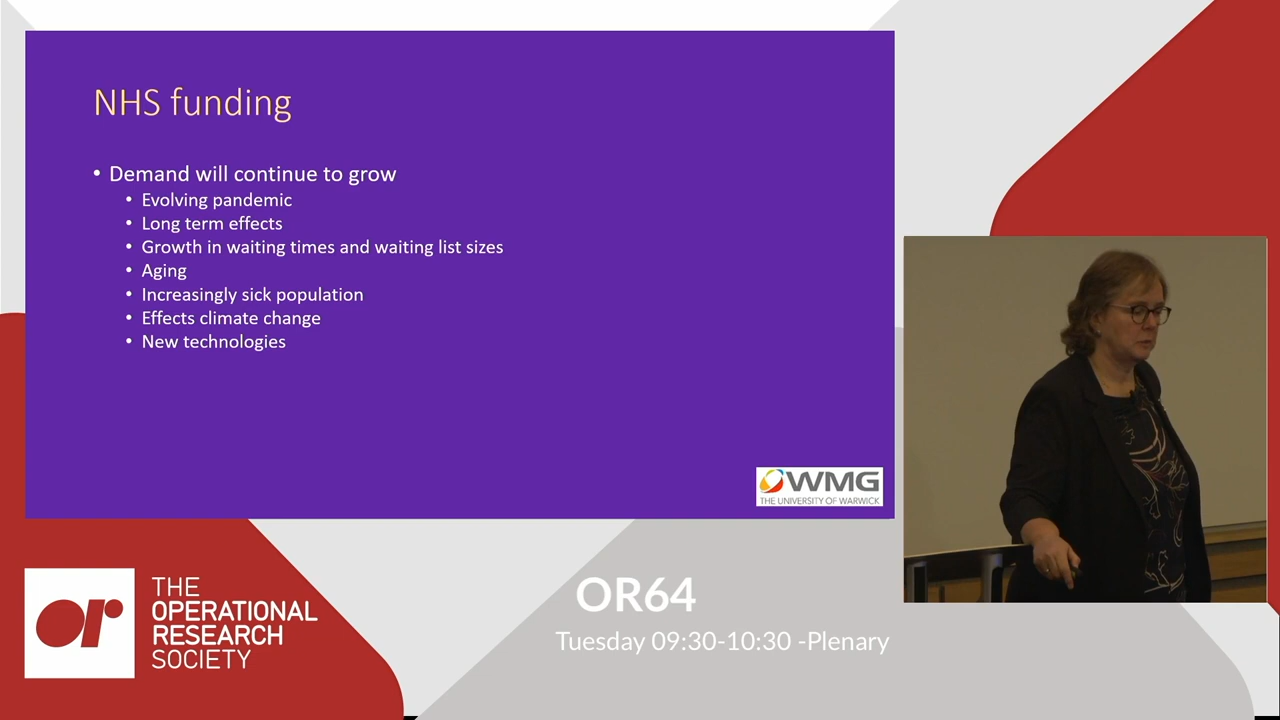 NHS funding
• Demand will continue to grow
• Evolving pandemic
• Long term effects
• Growth in waiting times and waiting list sizes
• Aging
• Increasingly sick population
• Effects climate change
• New technologies
WMG
THE UNIVERSITY OF WARWICK
or
THE
OPERATIONAL
RESEARCH
SOCIETY
OR64
Tuesday 09:30-10:30 -Plenary